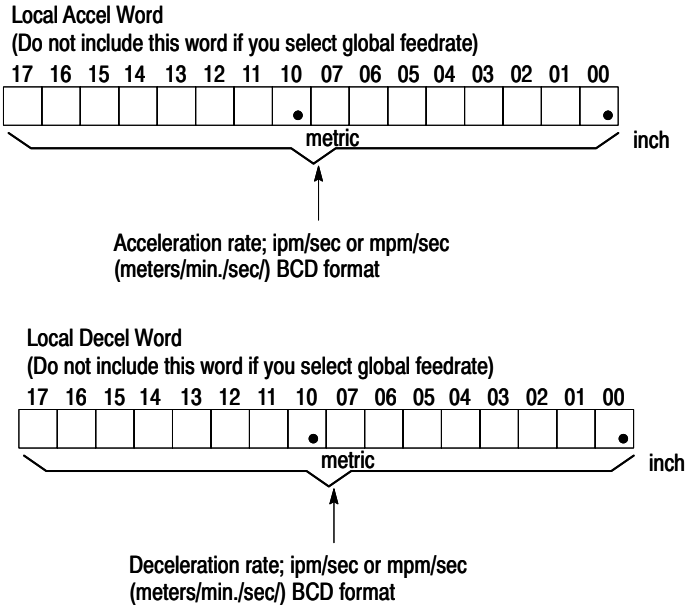 Local Accel Word
(Do not include this word if you select global feedrate)
17 16 15 14 13 12 11 10 07 06 05 04 03 02 01 00
metric
inch
Acceleration rate; ipm/sec or mpm/sec
(meters/min./sec/) BCD format
Local Decel Word
(Do not include this word if you select global feedrate)
17 16 15 14 13 12 11 10 07 06 05 04 03 02 01 00
metric
inch
Deceleration rate; ipm/sec or mpm/sec
(meters/min./sec/) BCD format